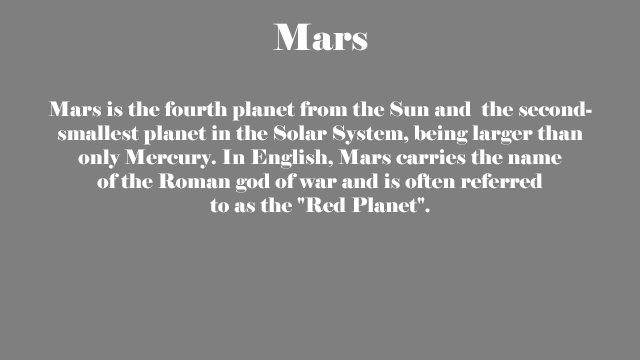 Mars
Mars is the fourth planet from the Sun and  the second-
smallest planet in the Solar System, being larger than
only Mercury. In English, Mars carries the name
of the Roman god of war and is often referred
to as the "Red Planet".